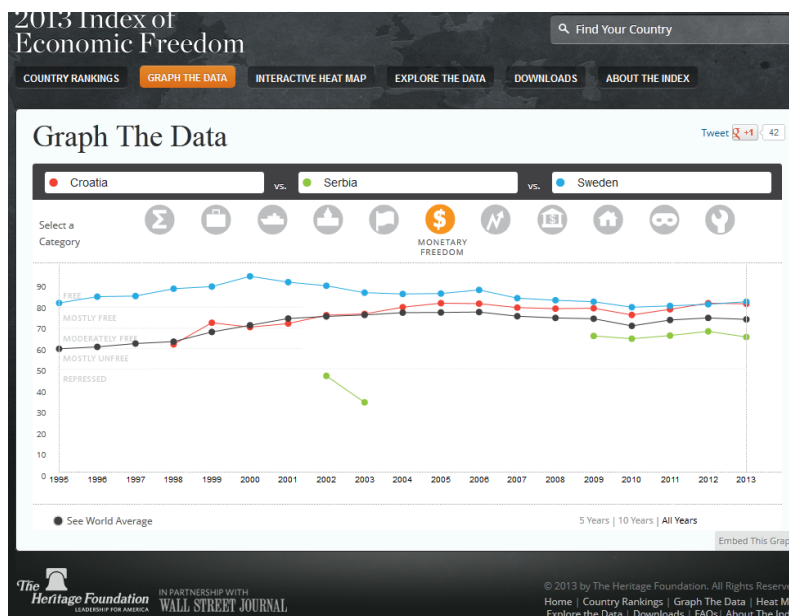 2013 Index of
Economic Freedom
Find Your Country
COUNTRY RANKINGS GRAPH THE DATA INTERACTIVE HEAT MAP EXPLORE THE DATA DOWNLOADS ABOUT THE INDEX
Graph The Data
Tweet g +1 42
Croatia vs. Serbia vs. Sweden
Select a
Category
MONETARY
FREEDOM
90
FREE
80
MOSTLY FREE
70
MODERATELY FREE
60
MOSTLY UNFREE
50
REPRESSED
40
30
20
10
0 1995 1996 1997 1998 1999 2000 2001 2002 2003 2004 2005 2006 2007 2008 2009 2010 2011 2012 2013
See World Average
5 Years | 10 Years | All Years
Embed This Grap
The
Heritage Foundation
LEADERSHIP FOR AMERICA
IN PARTNERSHIP WITH
WALL STREET JOURNAL
© 2013 by The Heritage Foundation. All Rights Reserve
Home | Country Rankings | Graph The Data | Heat M
Explore the Data | Downloads | FAQs | About The Ind